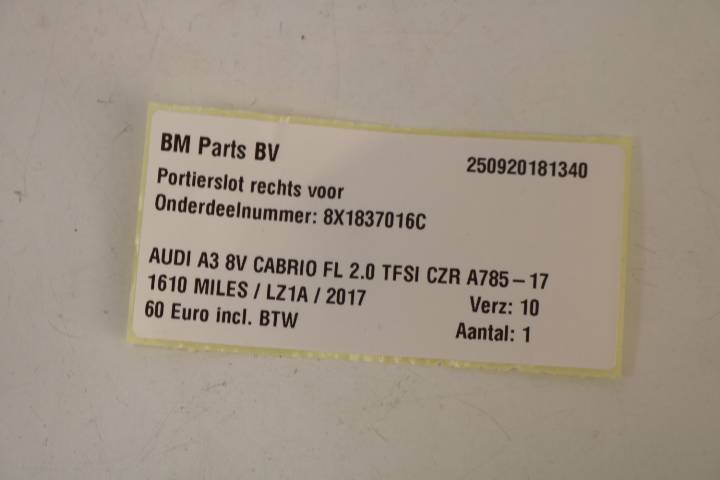 BM Parts BV 250920181340
Portierslot rechts voor
Onderdeelnummer: 8X1837016C
AUDI A3 8V CABRIO FL 2.0 TFSI CZR A785-17
1610 MILES / LZ1A / 2017 Verz: 10
60 Euro incl. BTW Aantal: 1